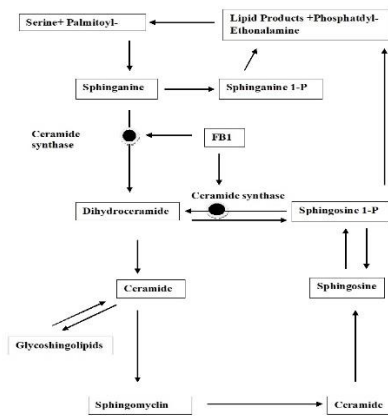 Serine+ Palmitoyl-
Lipid Products +Phosphatdyl-
Ethonalamine
Sphinganine
Sphinganine 1-P
Ceramide
synthase
FB1
Ceramide synthase
Dihydroceramide
Sphingosine 1-P
Ceramide
Sphingosine
Glycoshingolipids
Sphingomyclin
Ceramide